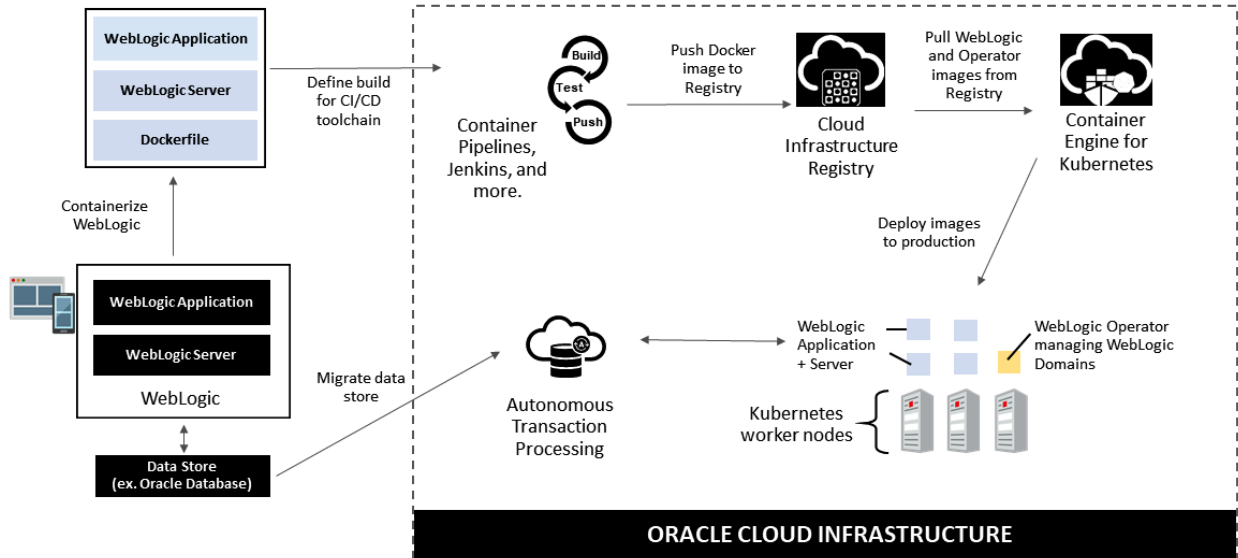 WebLogic Application
WebLogic Server
Dockerfile
Define build
for CI/CD
toolchain
Build
Test
Push
Container
Pipelines,
Jenkins, and
more.
Push Docker
image to
Registry
Cloud
Infrastructure
Registry
Pull WebLogic
and Operator
images from
Registry
Container
Engine for
Kubernetes
Containerize
WebLogic
Deploy images
to production
WebLogic Application
WebLogic Server
WebLogic
Migrate data
store
Data Store
(ex. Oracle Database)
Autonomous
Transaction
Processing
WebLogic
Application
+ Server
WebLogic Operator
managing WebLogic
Domains
Kubernetes
worker nodes
ORACLE CLOUD INFRASTRUCTURE